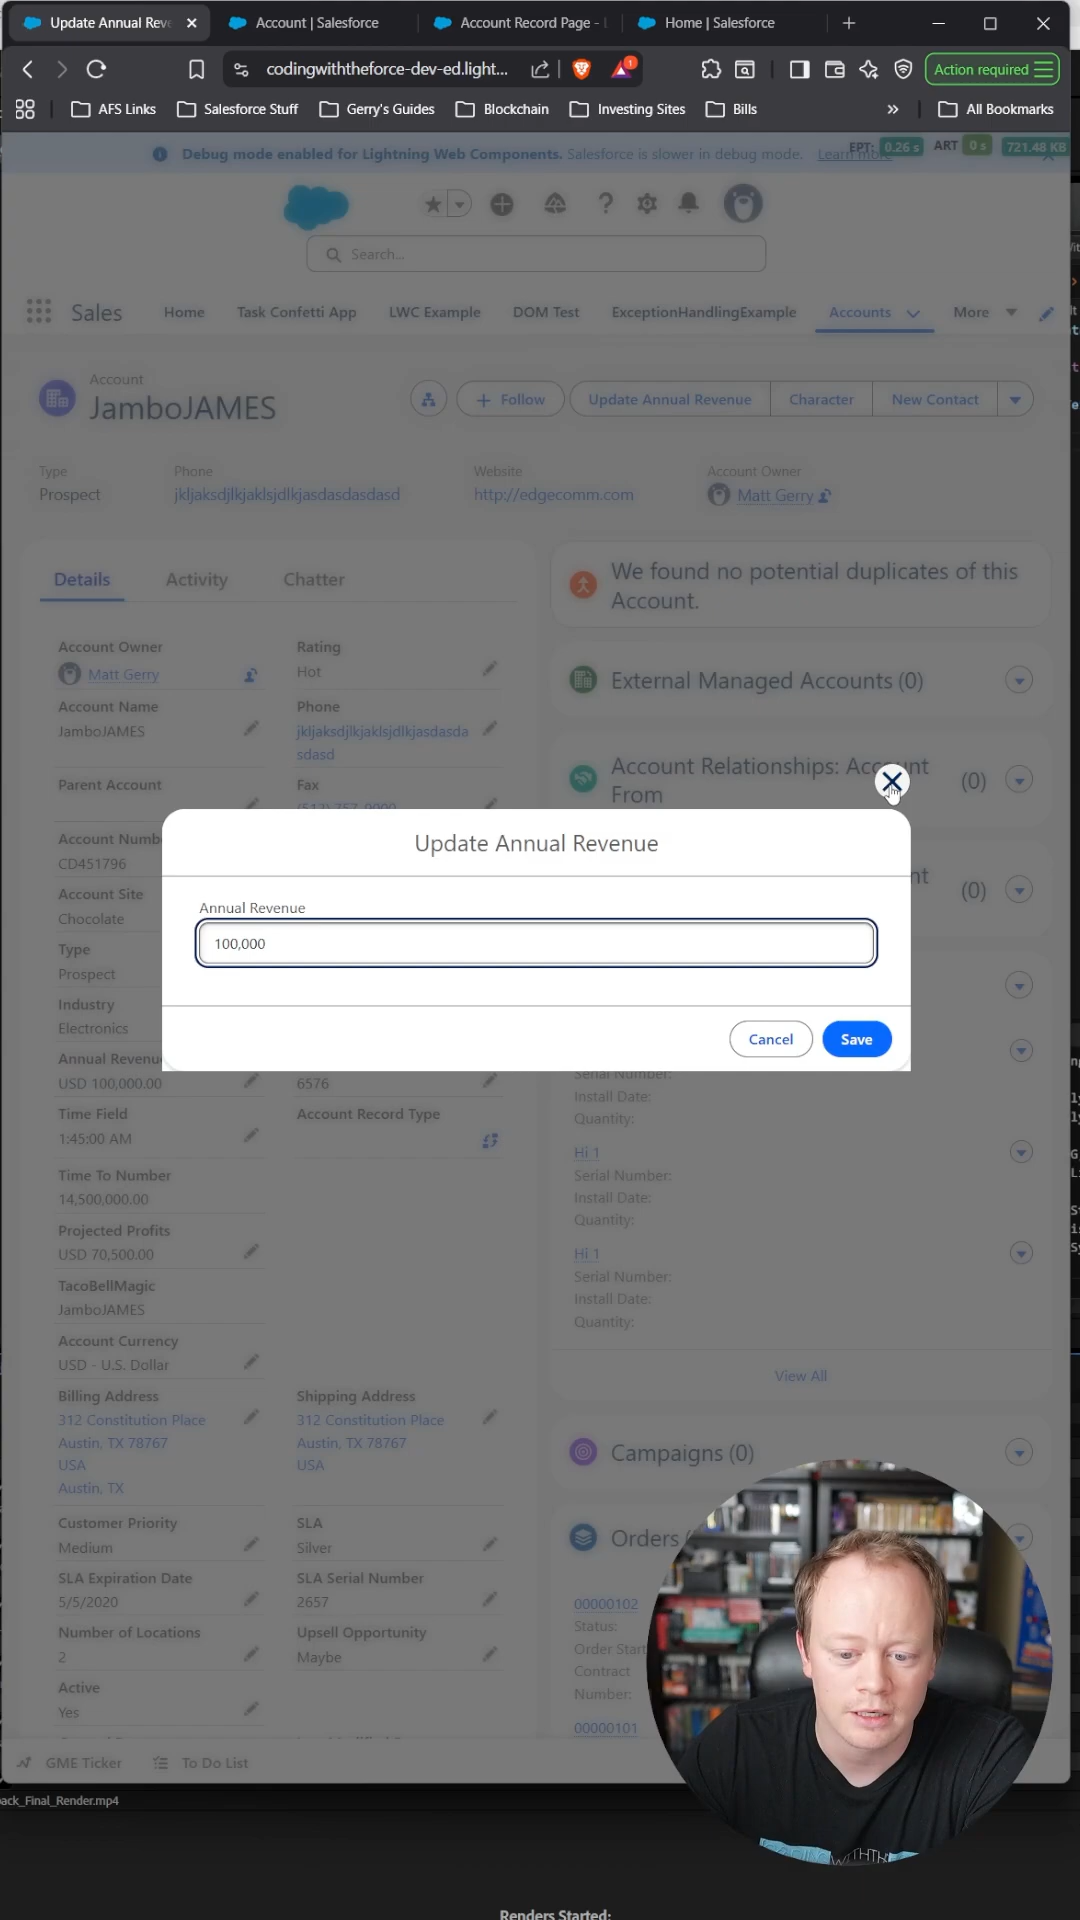 Update Annual Rev
Account | Salesforce
Account Record Page -
Home | Salesforce
codingwiththeforce-dev-ed.light...
1
Action required
AFS Links
Salesforce Stuff
Gerry's Guides
Blockchain
Investing Sites
Bills
»
All Bookmarks
Debug mode enabled for Lightning Web Components. Salesforce is slower in debug mode. Learn more
EPT: 0.26 s ART 0 s 721.48 KB
Search...
Sales
Home
Task Confetti App
LWC Example
DOM Test
ExceptionHandlingExample
Accounts
More
Account
JamboJAMES
Follow
Update Annual Revenue
Character
New Contact
Type
Phone
Website
Account Owner
Prospect
jkljaksdjlkjaklsjdlkjasdasdasdasd
http://edgecomm.com
Matt Gerry
Details
Activity
Chatter
We found no potential duplicates of this
Account.
Account Owner
Rating
Matt Gerry
Hot
External Managed Accounts (0)
Account Name
Phone
JamboJAMES
jkljaksdjlkjaklsjdlkjasdasda
sdasd
Parent Account
Fax
(512) 757-9000
Account Relationships: Account
From
(0)
Update Annual Revenue
Annual Revenue
100,000
Cancel
Save
Account Numb
CD451796
nt
(0)
Account Site
Chocolate
Type
Prospect
Industry
Electronics
Annual Revenue
USD 100,000.00
6576
Serial Number:
Install Date:
Quantity:
Time Field
Account Record Type
1:45:00 AM
Hi 1
Serial Number:
Install Date:
Quantity:
Time To Number
14,500,000.00
Projected Profits
USD 70,500.00
Hi 1
Serial Number:
Install Date:
Quantity:
TacoBellMagic
JamboJAMES
Account Currency
USD - U.S. Dollar
View All
Billing Address
Shipping Address
312 Constitution Place
Austin, TX 78767
USA
Austin, TX
312 Constitution Place
Austin, TX 78767
USA
Campaigns (0)
Customer Priority
SLA
Medium
Silver
Orders
SLA Expiration Date
SLA Serial Number
5/5/2020
2657
00000102
Status:
Order Start
Contract
Number:
Number of Locations
Upsell Opportunity
2
Maybe
Active
Yes
00000101
GME Ticker
To Do List
ack_Final_Render.mp4
Renders Started: